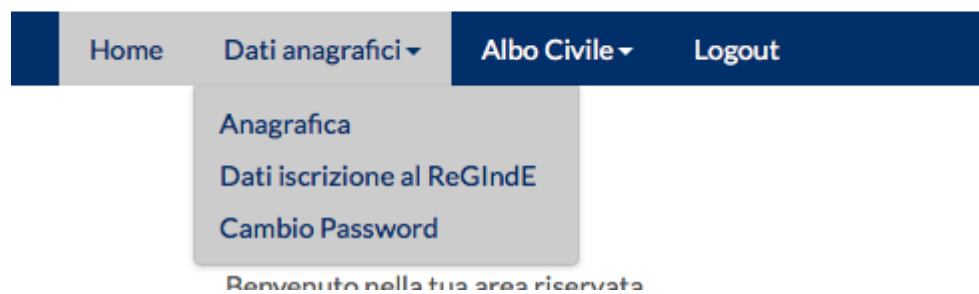 Home Dati anagrafici Albo Civile Logout
Anagrafica
Dati iscrizione al ReGIndE
Cambio Password
Benvenuto nella tua area riservata